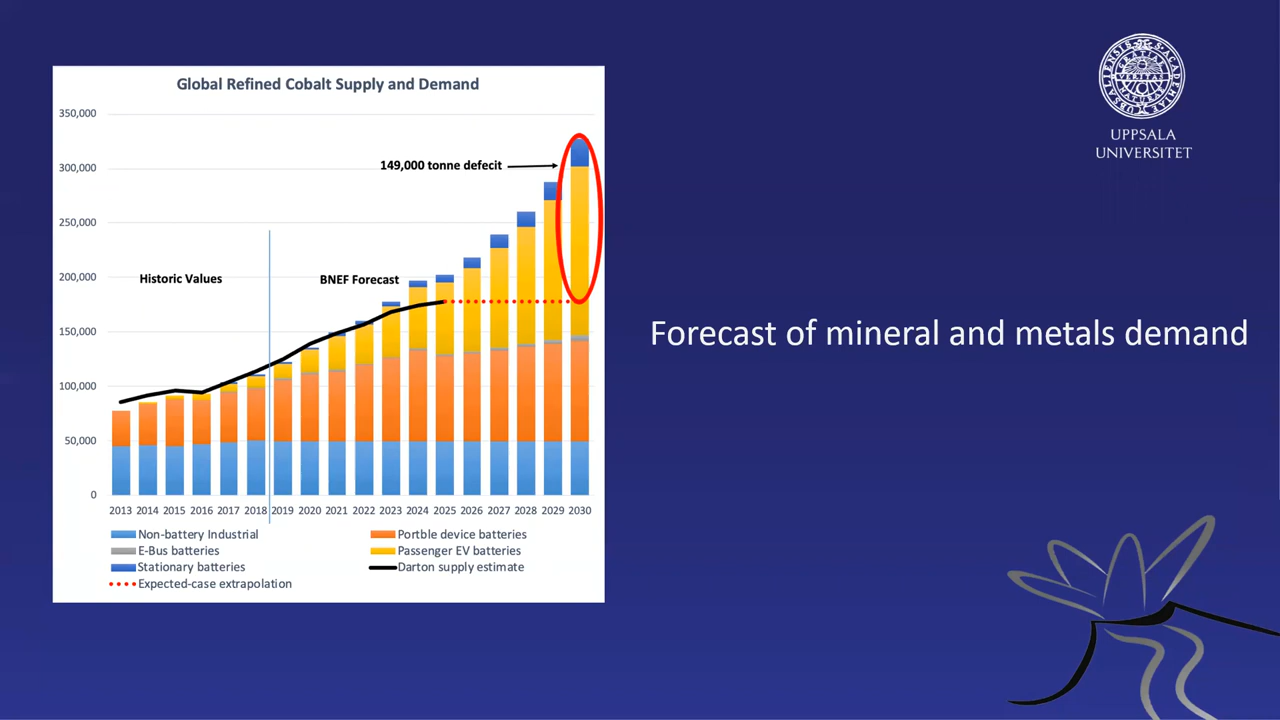 Global Refined Cobalt Supply and Demand
350,000
300,000
250,000
200,000
150,000
100,000
50,000
0
149,000 tonne defecit
Historic Values
BNEF Forecast
2013 2014 2015 2016 2017 2018 2019 2020 2021 2022 2023 2024 2025 2026 2027 2028 2029 2030
Non-battery Industrial
Portble device batteries
E-Bus batteries
Passenger EV batteries
Stationary batteries
Darton supply estimate
Expected-case extrapolation
UPPSALA
UNIVERSITET
Forecast of mineral and metals demand